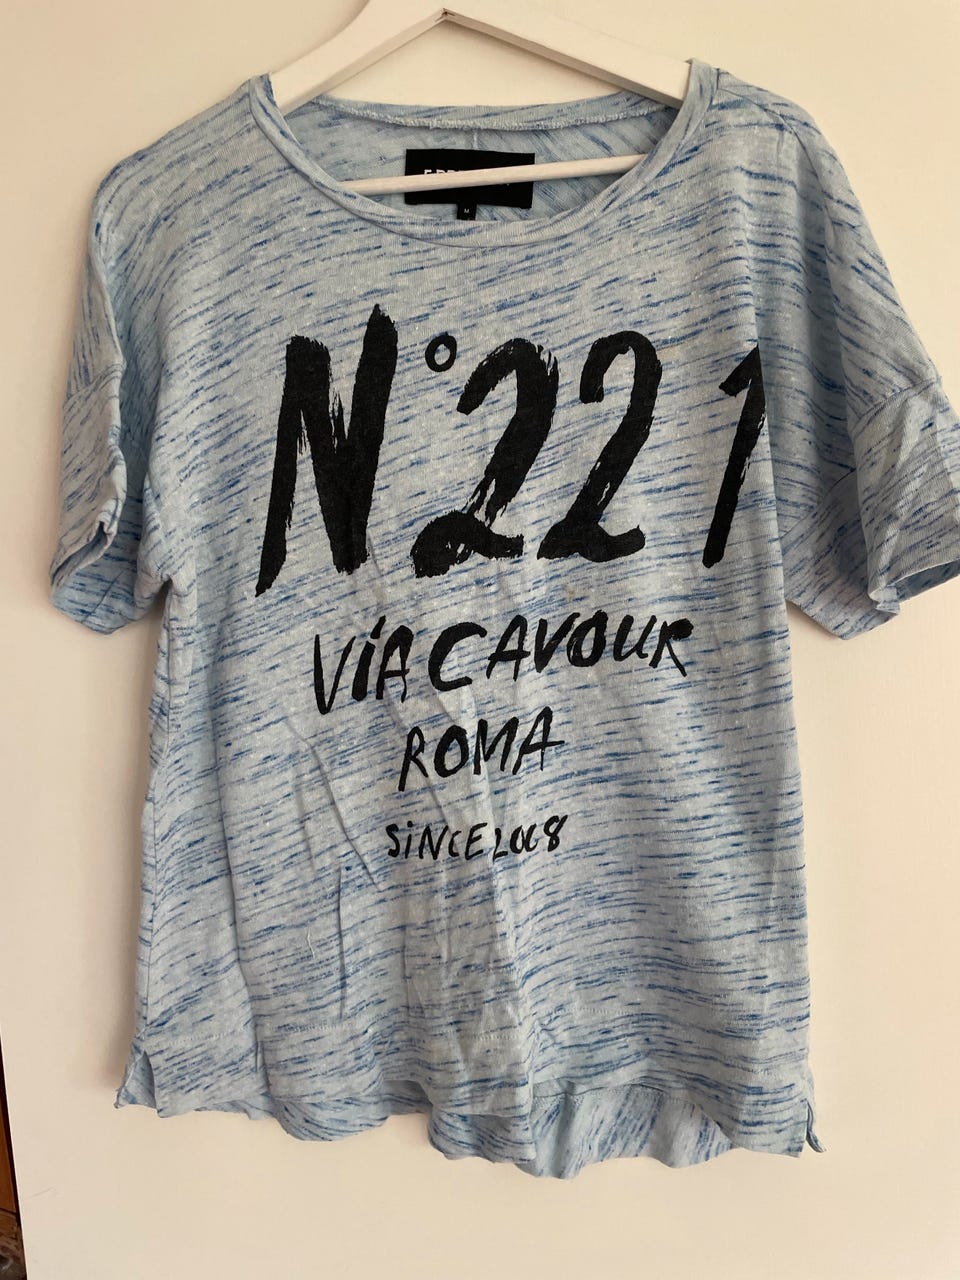 N°221
VIA CAVOUR
ROMA
SINCE 2008
M